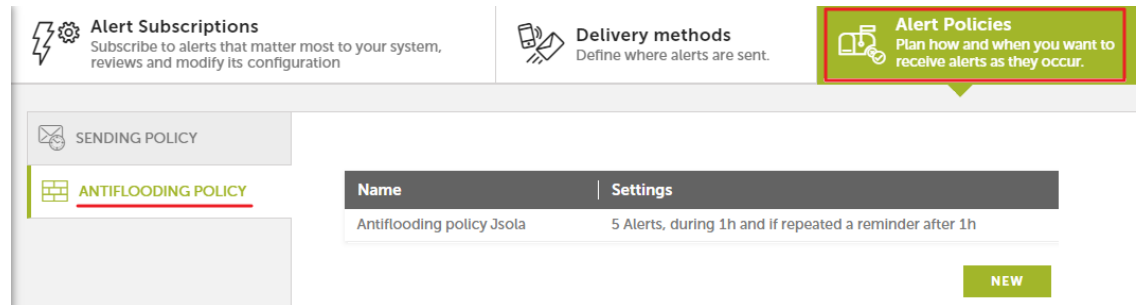 Alert Subscriptions
Subscribe to alerts that matter most to your system,
reviews and modify its configuration
Delivery methods
Define where alerts are sent.
Alert Policies
Plan how and when you want to
receive alerts as they occur.
SENDING POLICY
ANTIFLOODING POLICY
Name Settings
Antiflooding policy Jsola 5 Alerts, during 1h and if repeated a reminder after 1h
NEW